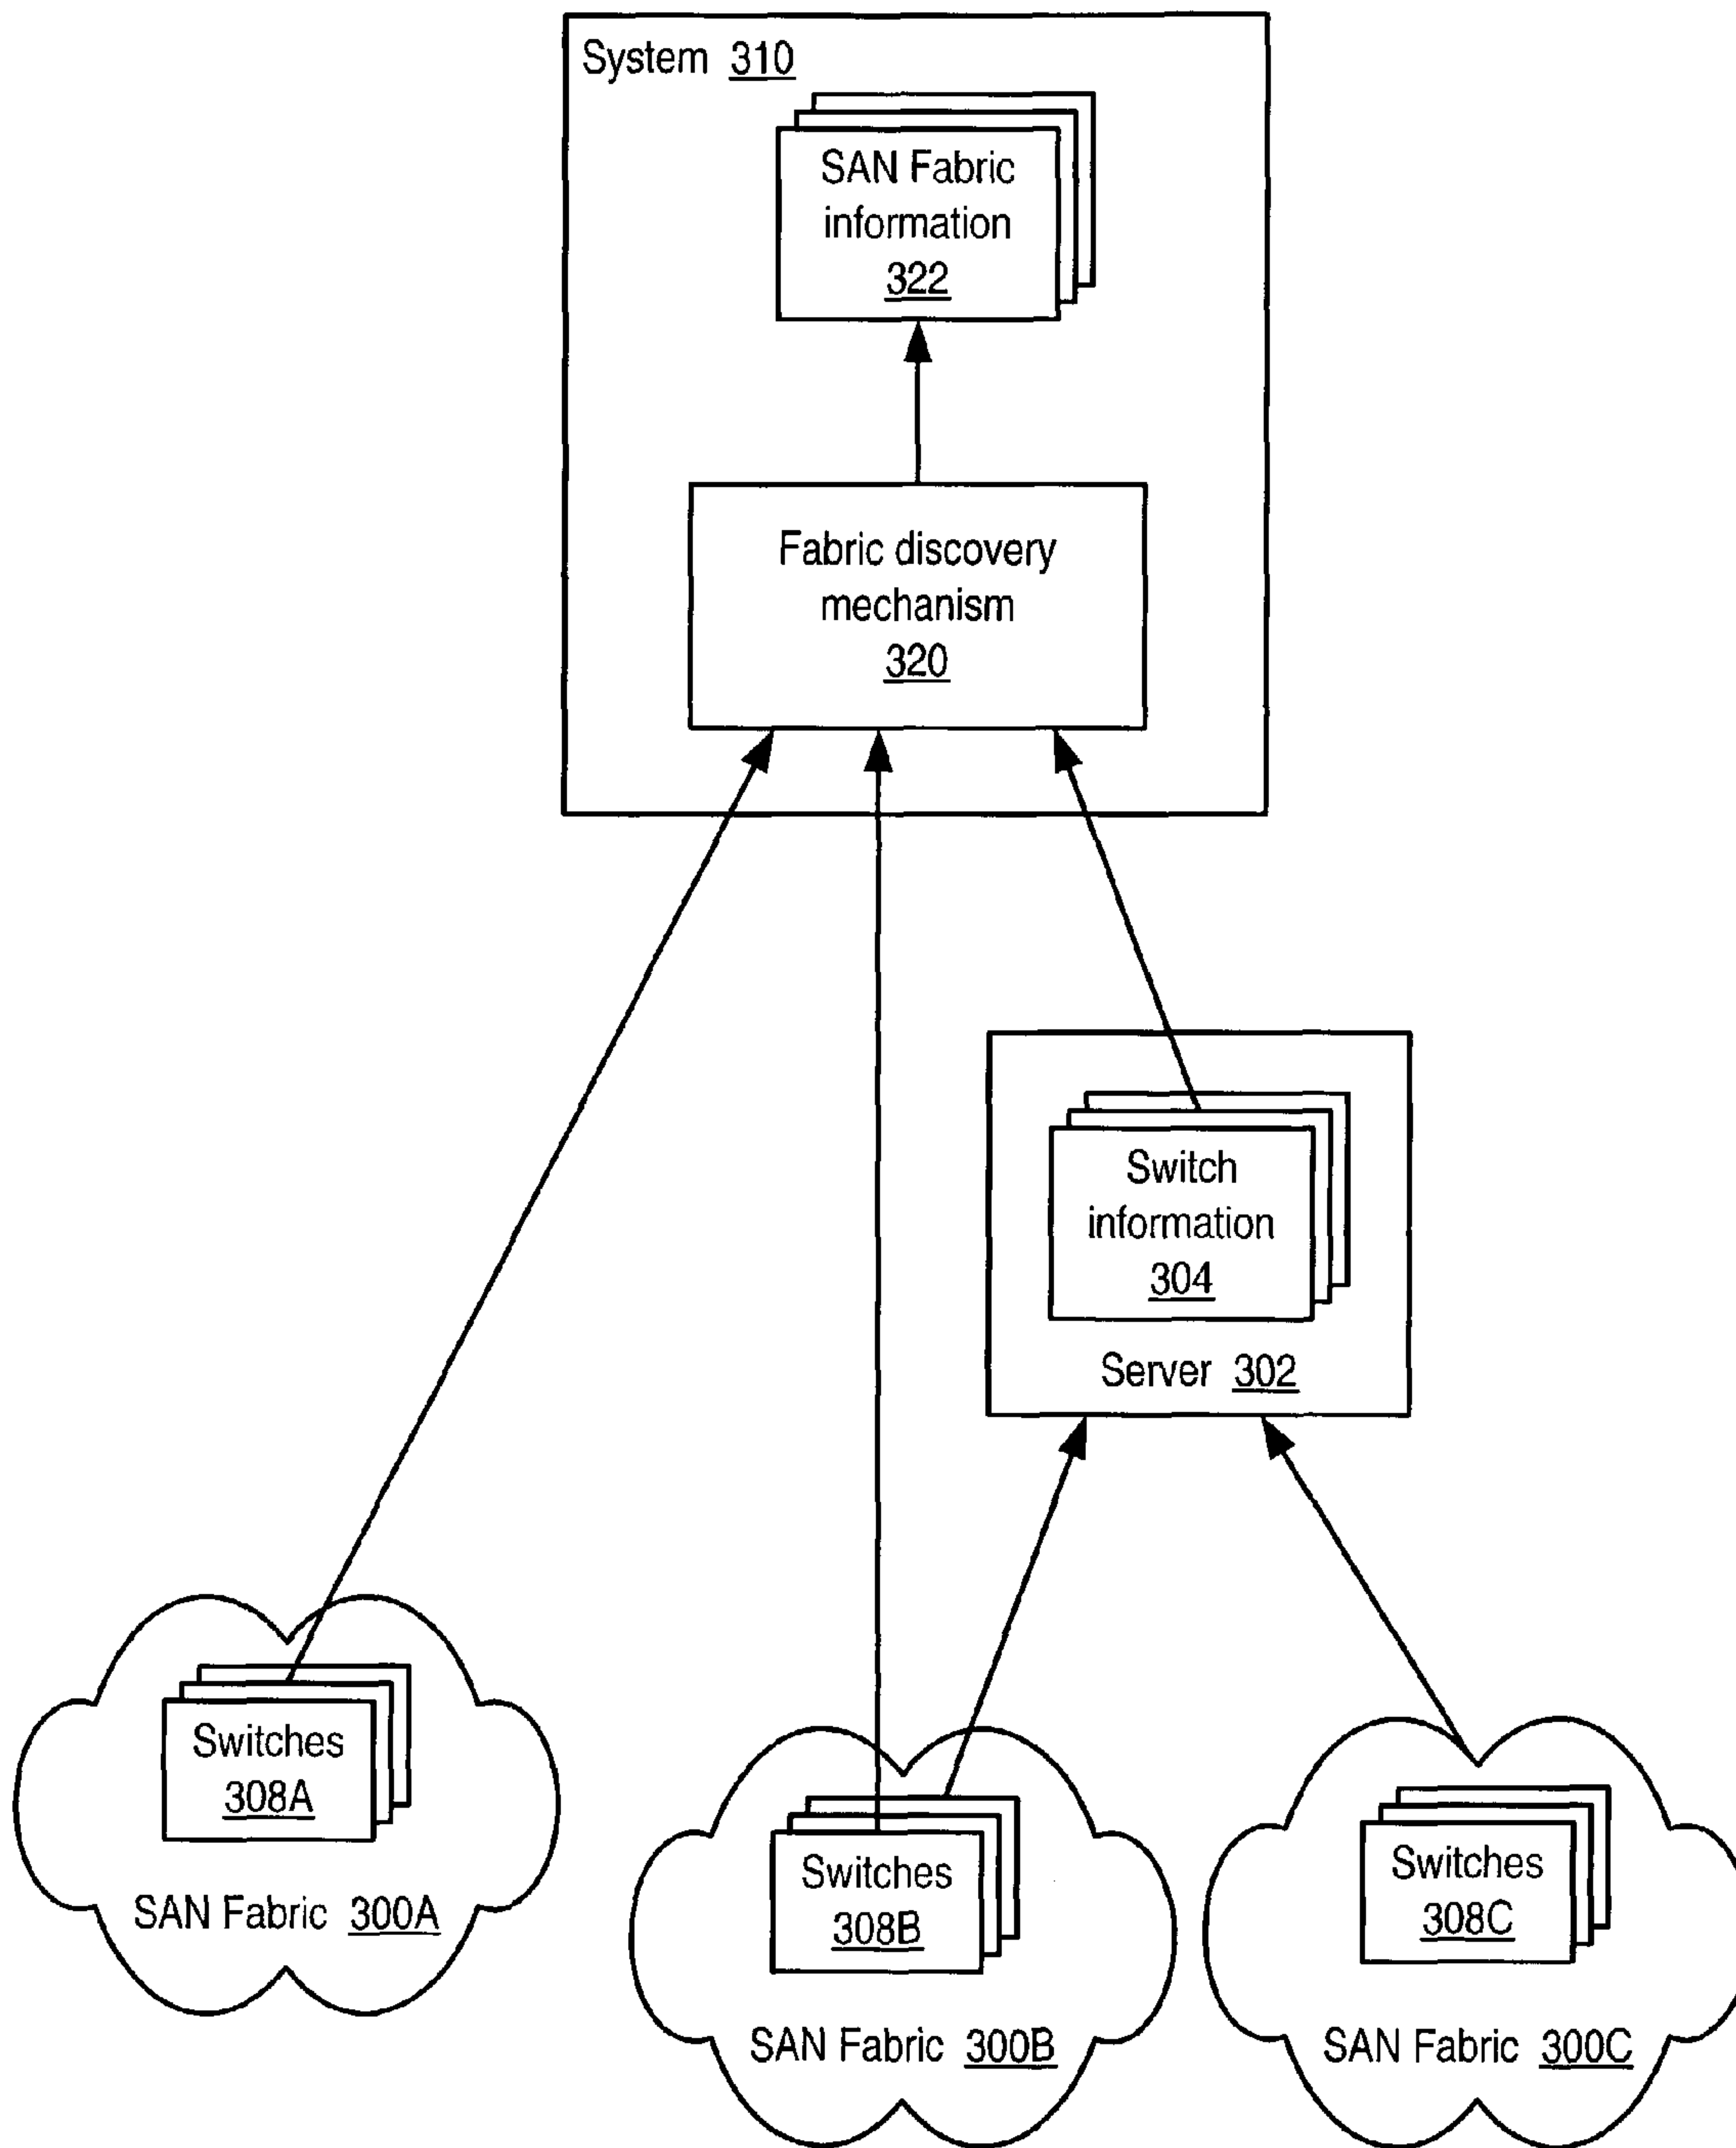 System 310
SAN Fabric
information
322
Fabric discovery
mechanism
320
Switch
information
304
Server 302
Switches
308A
SAN Fabric 300A
Switches
308B
SAN Fabric 300B
Switches
308C
SAN Fabric 300C